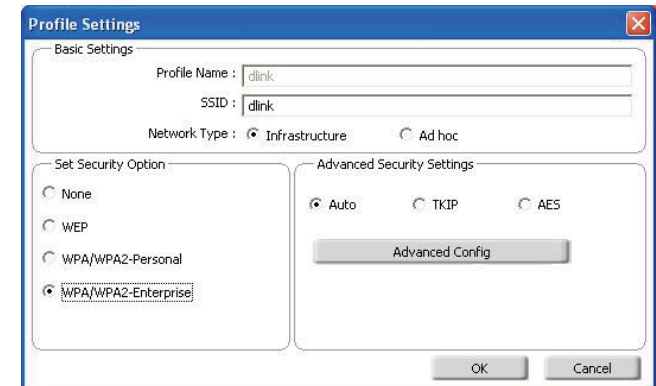 Profile Settings
Basic Settings
Profile Name : dlink
SSID : dlink
Network Type : Infrastructure Ad hoc
Set Security Option
None
WEP
WPA/WPA2-Personal
WPA/WPA2-Enterprise
Advanced Security Settings
Auto TKIP AES
Advanced Config
OK Cancel